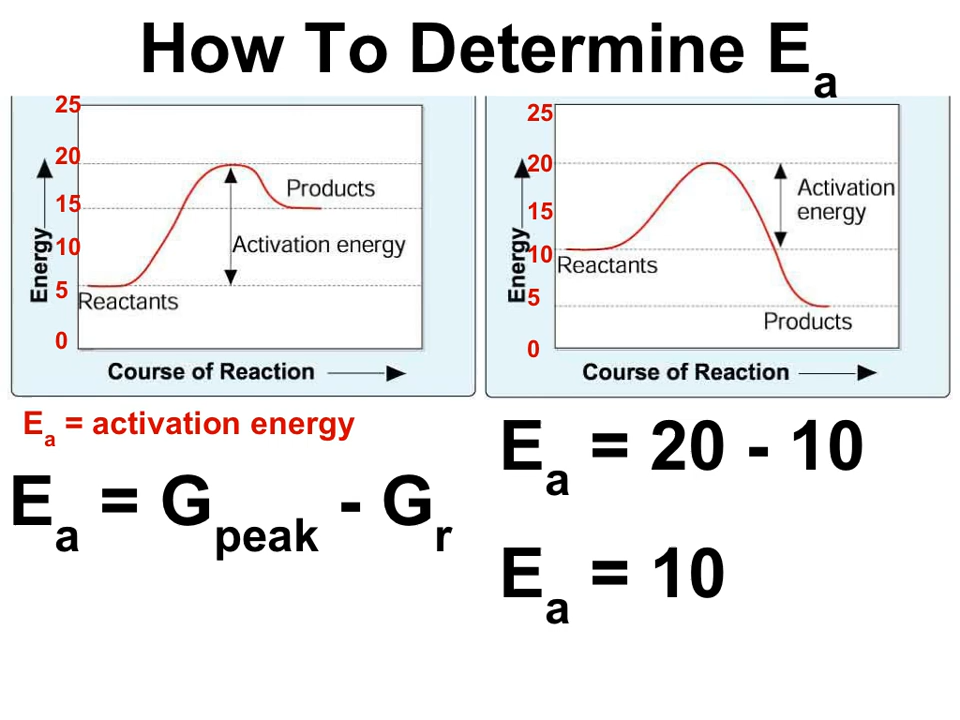 How To Determine Ea
25
20
15
10
5
0
Energy
Products
Activation energy
Reactants
Course of Reaction
25
20
15
10
5
0
Energy
Activation
energy
Reactants
Products
Course of Reaction
Ea = activation energy
Ea = Gpeak - Gr
Ea = 20 - 10
Ea = 10